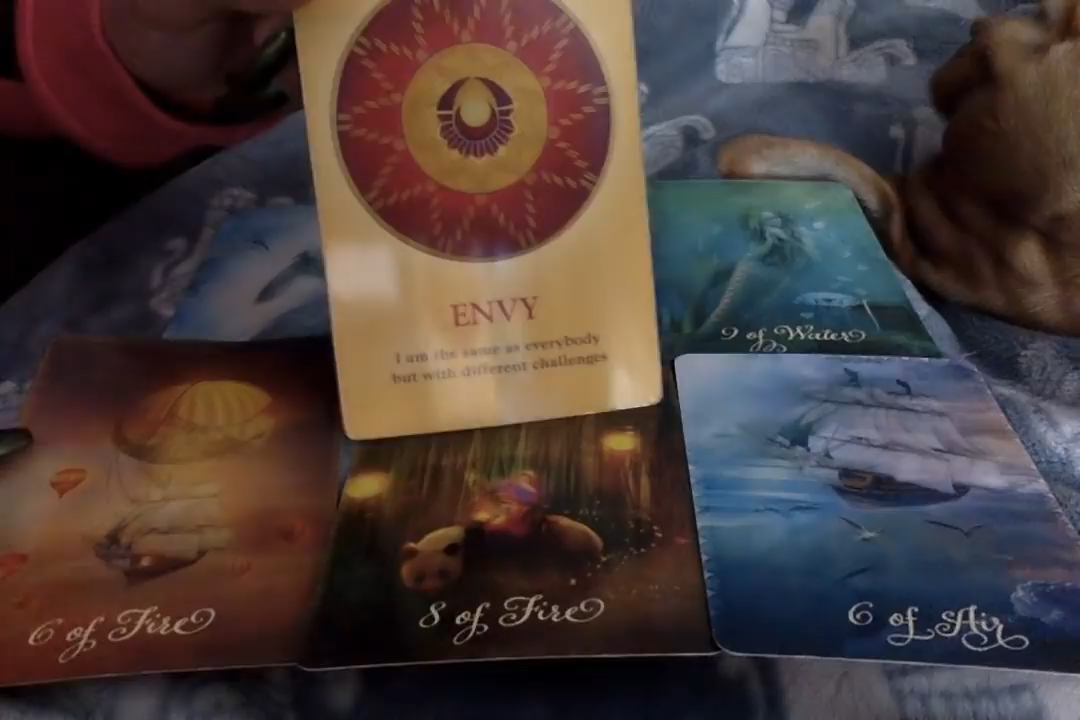 ENVY
I am the same as everybody
but with different challenges
9 of Water
6 of Fire
8 of Fire
6 of Air